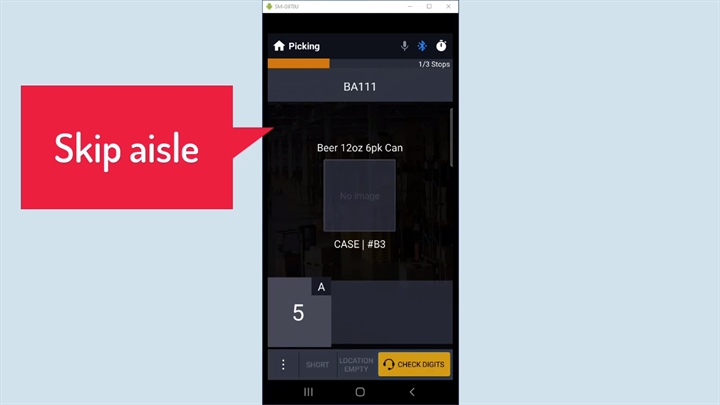 SM-G978U
Picking
1/3 Stops
BA111
Skip aisle
Beer 12oz 6pk Can
No Image
CASE | #B3
A
5
SHORT
LOCATION
EMPTY
CHECK DIGITS